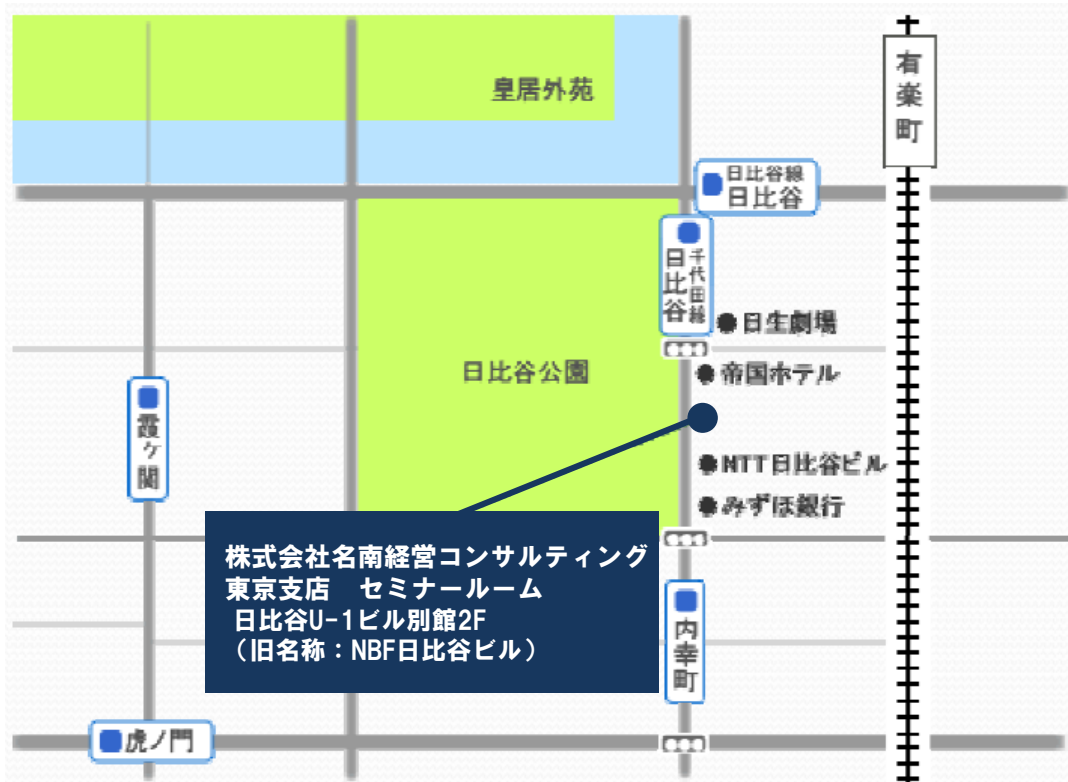 皇居外苑
有楽町
日比谷線
日比谷
千代田線
日比谷
日生劇場
日比谷公園
帝国ホテル
霞ヶ関
NTT日比谷ビル
みずほ銀行
株式会社名南経営コンサルティング
東京支店　セミナールーム
日比谷U-1ビル別館2F
（旧名称：NBF日比谷ビル）
内幸町
虎ノ門